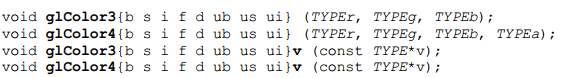 void glColor3{b s i f d ub us ui} (TYPEr, TYPEg, TYPEb);
void glColor4{b s i f d ub us ui} (TYPEr, TYPEg, TYPEb, TYPEa);
void glColor3{b s i f d ub us ui}v (const TYPE*v);
void glColor4{b s i f d ub us ui}v (const TYPE*v);